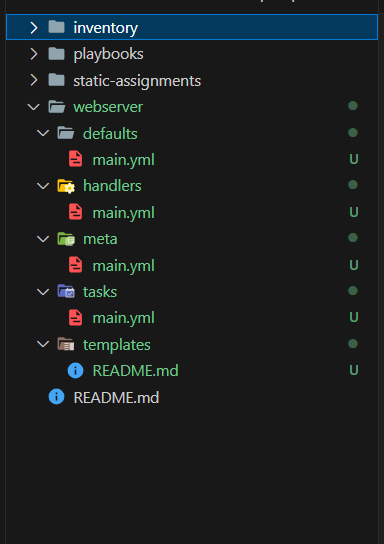 inventory
playbooks
static-assignments
webserver
defaults
main.yml U
handlers
main.yml U
meta
main.yml U
tasks
main.yml U
templates
README.md U
README.md